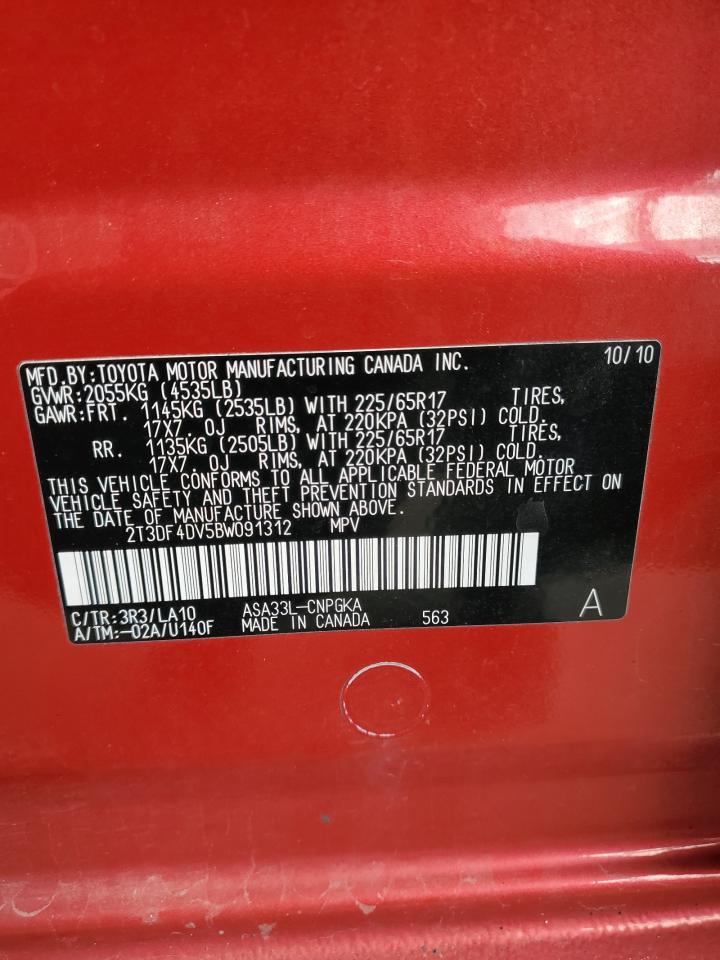 MFD.BY:TOYOTA MOTOR MANUFACTURING CANADA INC. 10/10
GVWR:2055KG (4535LB)
GAWR:FRT. 1145KG (2535LB) WITH 225/65R17 TIRES,
17X7.0J RIMS, AT 220KPA (32PSI) COLD.
RR. 1135KG (2505LB) WITH 225/65R17 TIRES,
17X7.0J RIMS, AT 220KPA (32PSI) COLD.
THIS VEHICLE CONFORMS TO ALL APPLICABLE FEDERAL MOTOR
VEHICLE SAFETY AND THEFT PREVENTION STANDARDS IN EFFECT ON
THE DATE OF MANUFACTURE SHOWN ABOVE.
2T3DF4DV5BW091312 MPV
C/TR:3R3/LA10 ASA33L-CNPGKA
A/TM:-02A/U140F MADE IN CANADA 563 A